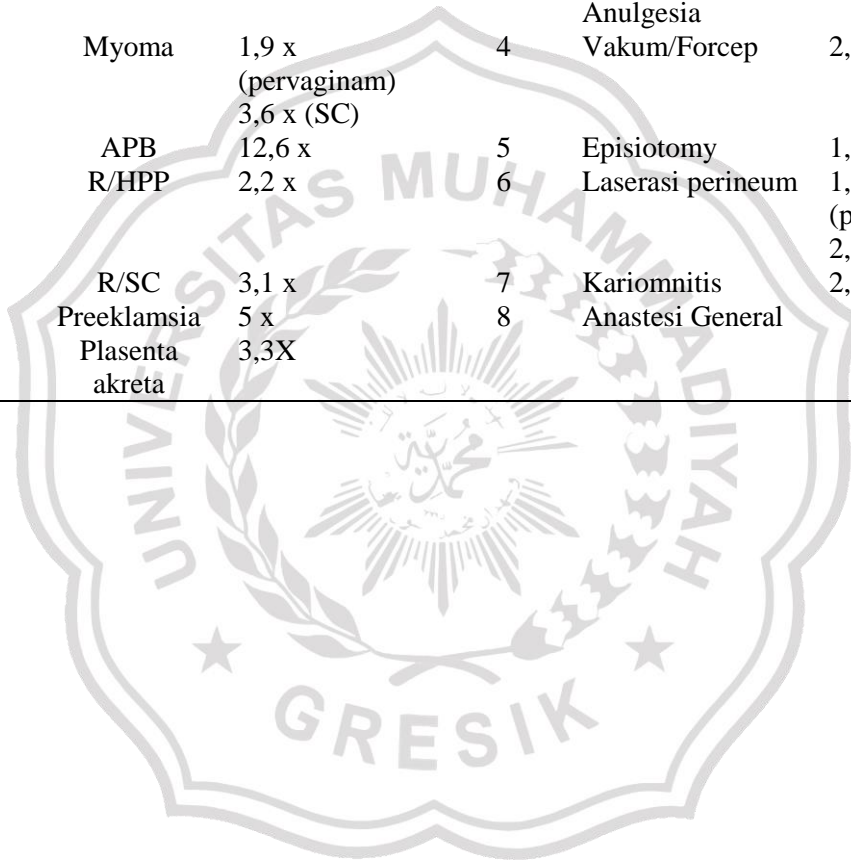 Anulgesia
Myoma 1,9 x 4 Vakum/Forcep 2,
(pervaginam)
3,6 x (SC)
APB 12,6 x 5 Episiotomy 1,
R/HPP 2,2 x 6 Laserasi perineum 1,
(p
2,
R/SC 3,1 x 7 Kariomnitis 2,
Preeklamsia 5 x 8 Anastesi General
Plasenta 3,3X
akreta
UNIVERSITAS MUHAMMADIYAH
GRESIK